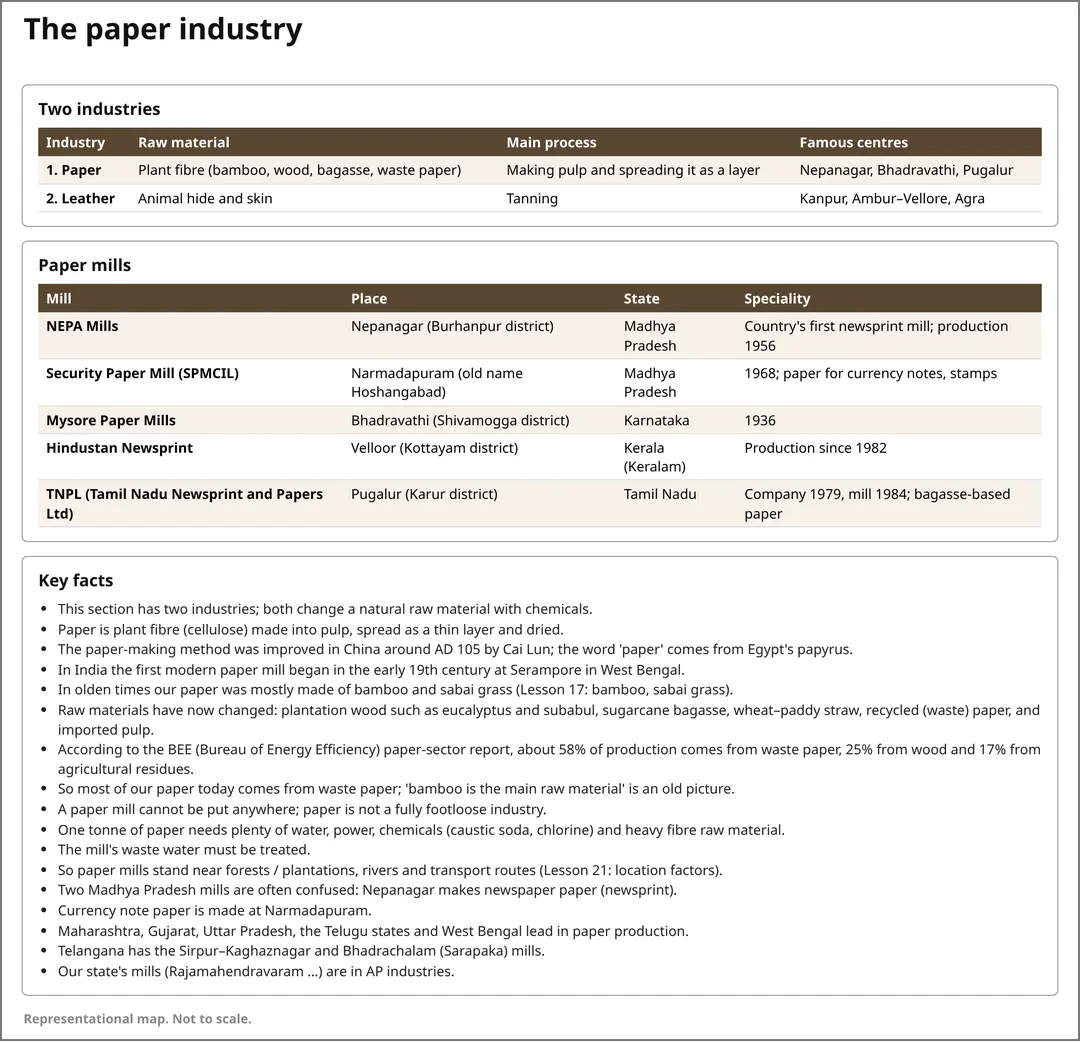 The paper industry
Two industries
Industry Raw material Main process Famous centres
1. Paper Plant fibre (bamboo, wood, bagasse, waste paper) Making pulp and spreading it as a layer Nepanagar, Bhadravathi, Pugalur
2. Leather Animal hide and skin Tanning Kanpur, Ambur–Vellore, Agra
Paper mills
Mill Place State Speciality
NEPA Mills Nepanagar (Burhanpur district) Madhya Pradesh Country's first newsprint mill; production 1956
Security Paper Mill (SPMCIL) Narmadapuram (old name Hoshangabad) Madhya Pradesh 1968; paper for currency notes, stamps
Mysore Paper Mills Bhadravathi (Shivamogga district) Karnataka 1936
Hindustan Newsprint Velloor (Kottayam district) Kerala (Keralam) Production since 1982
TNPL (Tamil Nadu Newsprint and Papers Ltd) Pugalur (Karur district) Tamil Nadu Company 1979, mill 1984; bagasse-based paper
Key facts
• This section has two industries; both change a natural raw material with chemicals.
• Paper is plant fibre (cellulose) made into pulp, spread as a thin layer and dried.
• The paper-making method was improved in China around AD 105 by Cai Lun; the word 'paper' comes from Egypt's papyrus.
• In India the first modern paper mill began in the early 19th century at Serampore in West Bengal.
• In olden times our paper was mostly made of bamboo and sabai grass (Lesson 17: bamboo, sabai grass).
• Raw materials have now changed: plantation wood such as eucalyptus and subabul, sugarcane bagasse, wheat–paddy straw, recycled (waste) paper, and
imported pulp.
• According to the BEE (Bureau of Energy Efficiency) paper-sector report, about 58% of production comes from waste paper, 25% from wood and 17% from
agricultural residues.
• So most of our paper today comes from waste paper; 'bamboo is the main raw material' is an old picture.
• A paper mill cannot be put anywhere; paper is not a fully footloose industry.
• One tonne of paper needs plenty of water, power, chemicals (caustic soda, chlorine) and heavy fibre raw material.
• The mill's waste water must be treated.
• So paper mills stand near forests / plantations, rivers and transport routes (Lesson 21: location factors).
• Two Madhya Pradesh mills are often confused: Nepanagar makes newspaper paper (newsprint).
• Currency note paper is made at Narmadapuram.
• Maharashtra, Gujarat, Uttar Pradesh, the Telugu states and West Bengal lead in paper production.
• Telangana has the Sirpur–Kaghaznagar and Bhadrachalam (Sarapaka) mills.
• Our state's mills (Rajamahendravaram ...) are in AP industries.
Representational map. Not to scale.